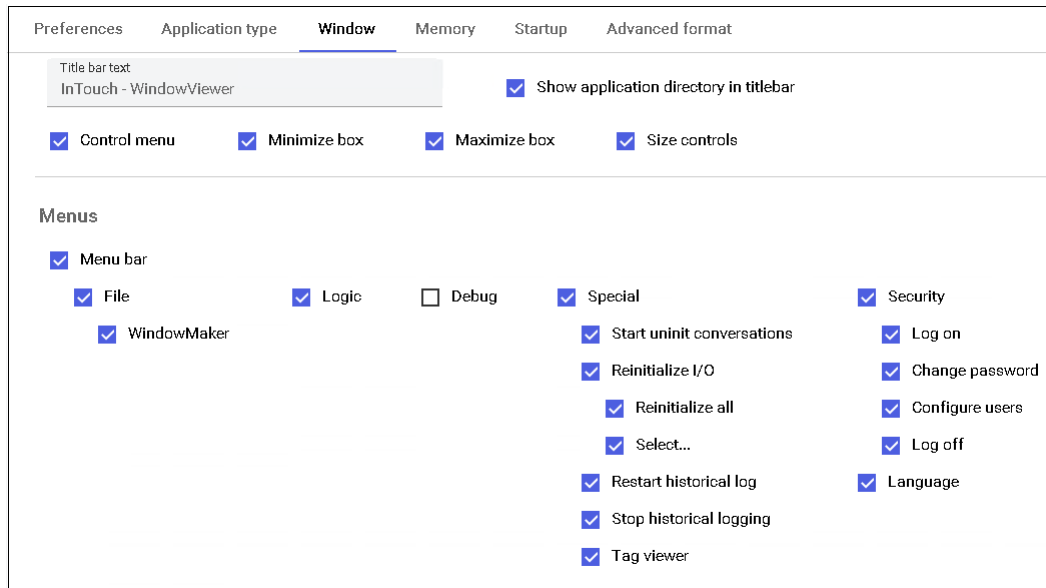 Preferences Application type Window Memory Startup Advanced format
Title bar text
InTouch - WindowViewer
Show application directory in titlebar
Control menu Minimize box Maximize box Size controls
Menus
Menu bar
File Logic Debug Special Security
WindowMaker Start uninit conversations Log on
Reinitialize I/O Change password
Reinitialize all Configure users
Select... Log off
Restart historical log Language
Stop historical logging
Tag viewer